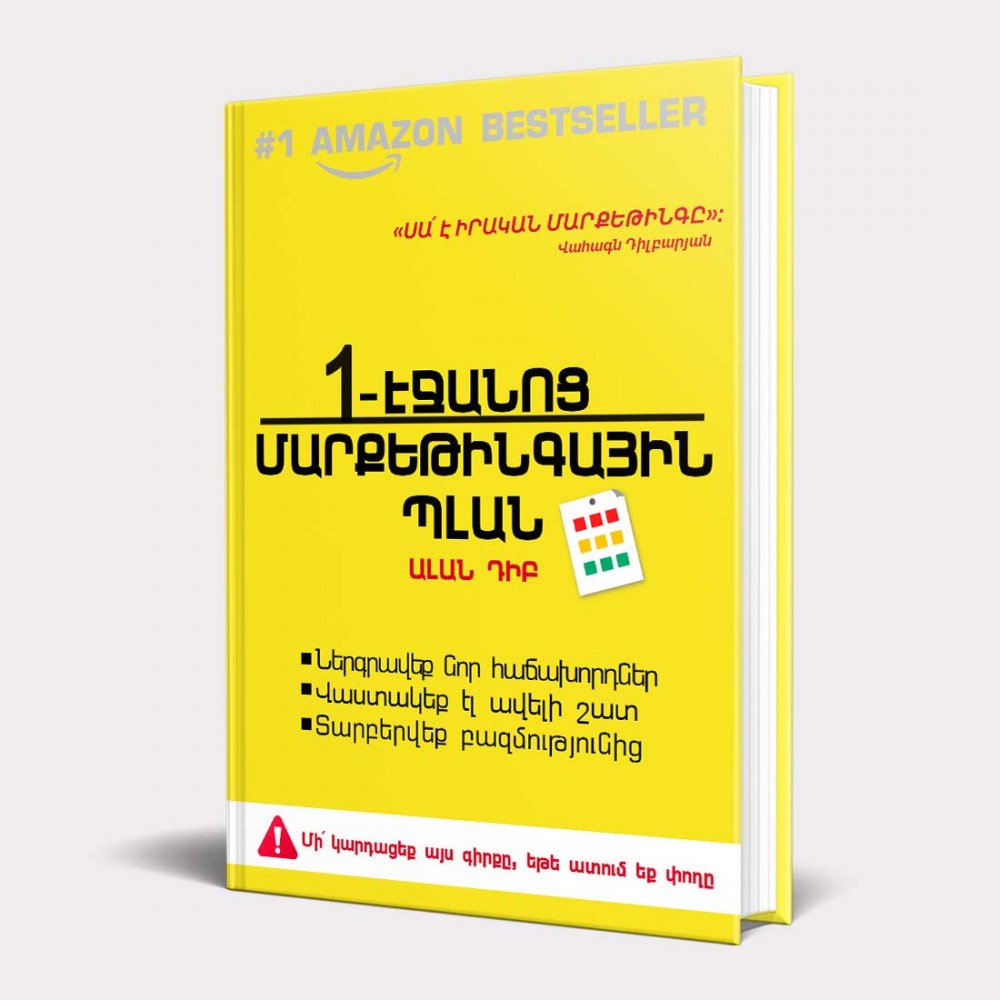 #1 AMAZON BESTSELLER
«ՍԱ՛ Է ԻՐԱԿԱՆ ՄԱՐՔԵԹԻՆԳԸ»:
Վահագն Դիլբարյան
1-ԷՋԱՆՈՑ
ՄԱՐՔԵԹԻՆԳԱՅԻՆ
ՊԼԱՆ
ԱԼԱՆ ԴԻԲ
▪Ներգրավեք նոր հաճախորդներ
▪Վաստակեք էլ ավելի շատ
▪Տարբերվեք բազմությունից
Մի՛ կարդացեք այս գիրքը, եթե ատում եք փողը